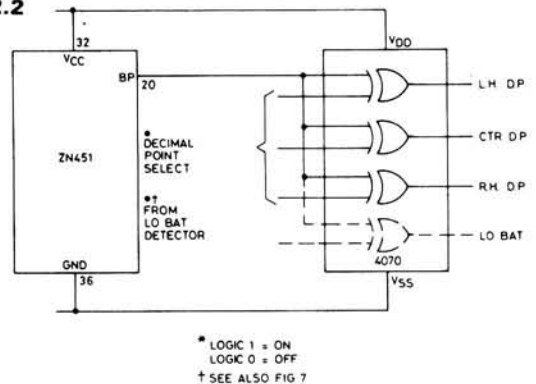 2.2
32
VCC
BP
20
ZN451
*
DECIMAL
POINT
SELECT
*†
FROM
LO BAT
DETECTOR
GND
36
VDD
L.H. DP
CTR DP
R.H. DP
LO BAT
4070
VSS
* LOGIC 1 = ON
LOGIC 0 = OFF
† SEE ALSO FIG 7